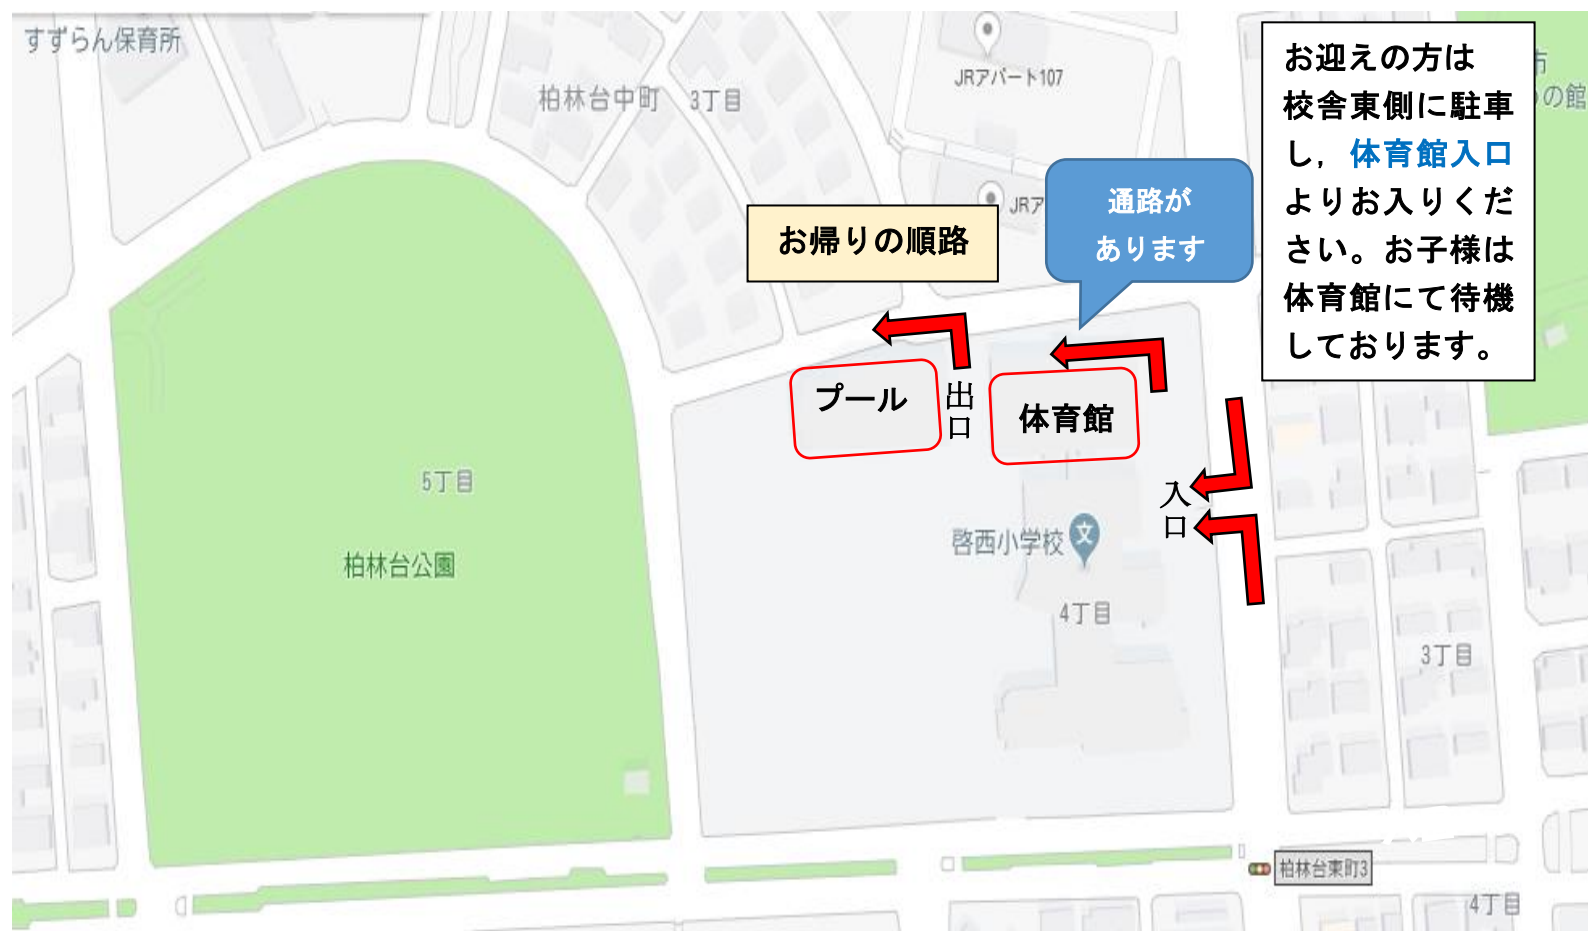 すずらん保育所
柏林台中町 3丁目
JRアパート107
JRア
お迎えの方は
校舎東側に駐車
し，体育館入口
よりお入りくだ
さい。お子様は
体育館にて待機
しております。
市
の館
通路が
あります
お帰りの順路
プール
出口
体育館
入口
5丁目
柏林台公園
啓西小学校
文
4丁目
3丁目
柏林台東町3
4丁目